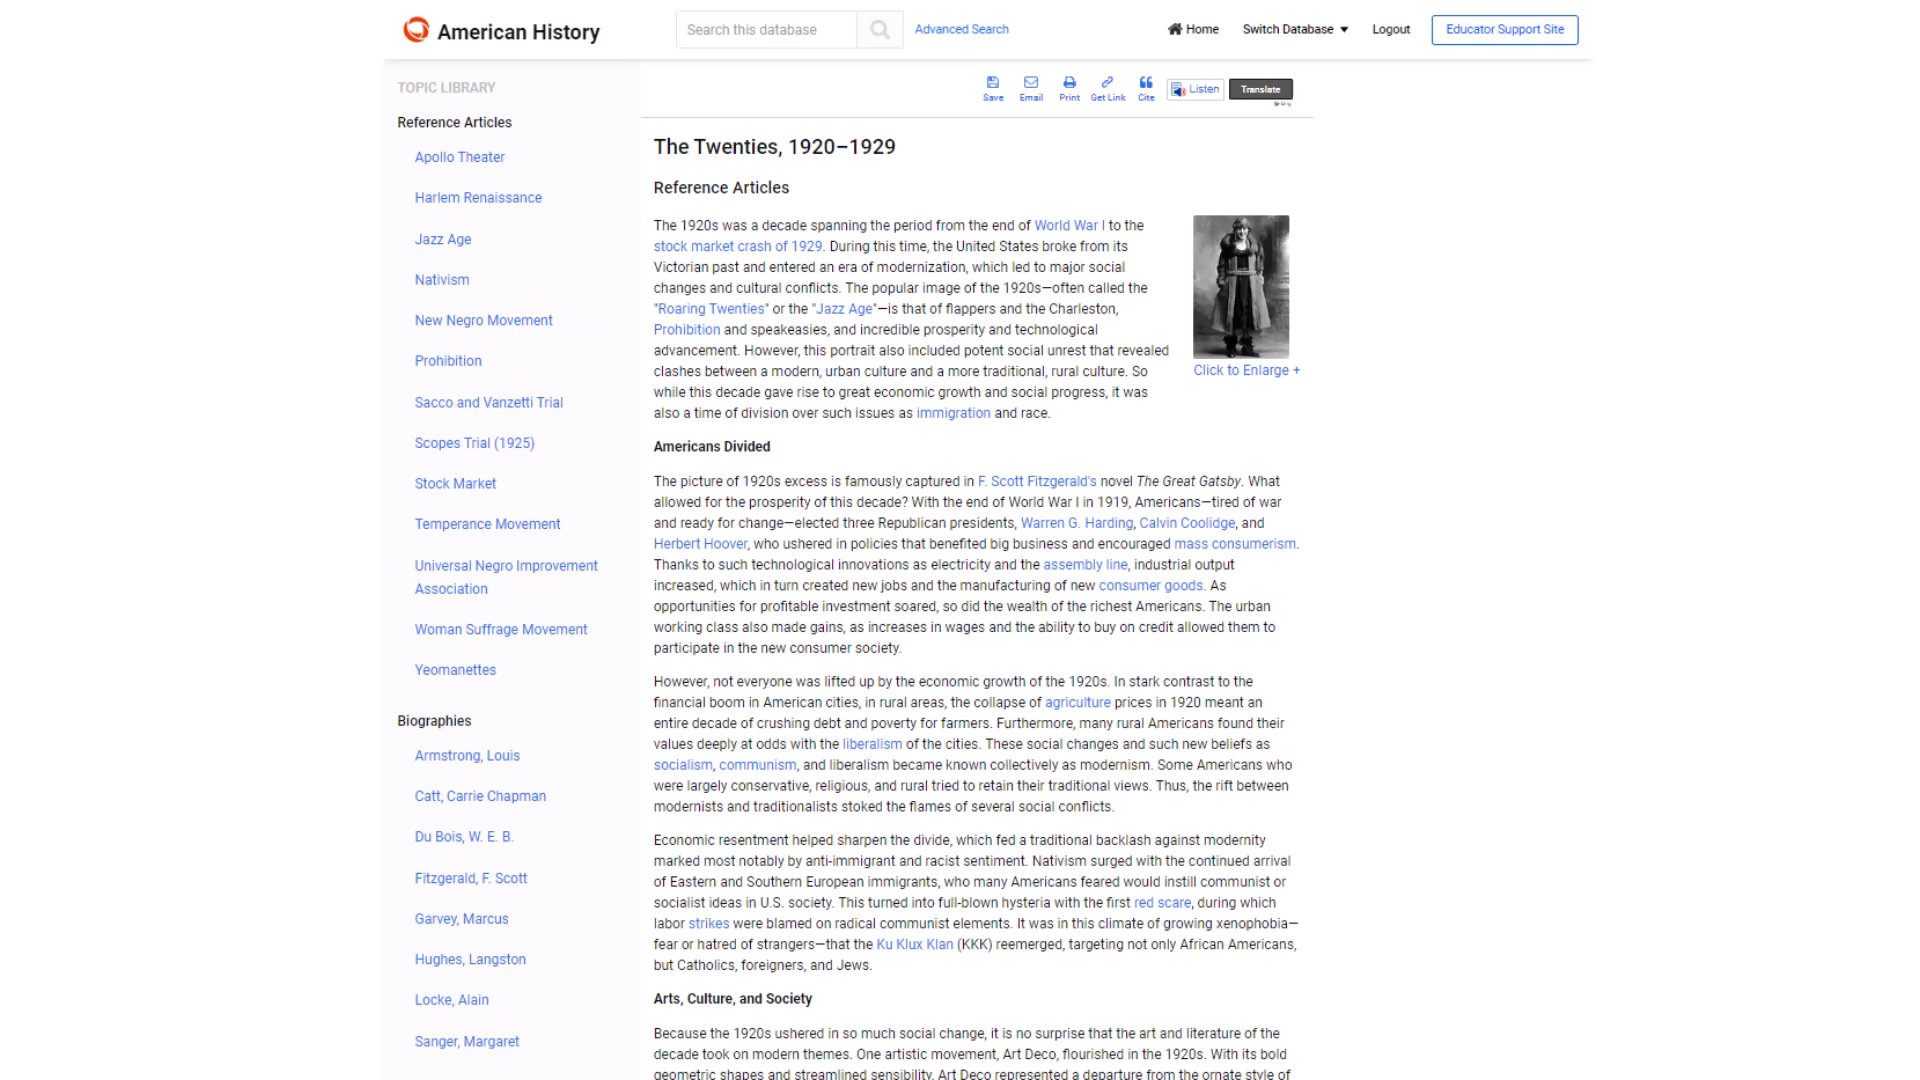 American History
Search this database
Advanced Search
Home
Switch Database
Logout
Educator Support Site
TOPIC LIBRARY
Reference Articles
Apollo Theater
Harlem Renaissance
Jazz Age
Nativism
New Negro Movement
Prohibition
Sacco and Vanzetti Trial
Scopes Trial (1925)
Stock Market
Temperance Movement
Universal Negro Improvement
Association
Woman Suffrage Movement
Yeomanettes
Biographies
Armstrong, Louis
Catt, Carrie Chapman
Du Bois, W. E. B.
Fitzgerald, F. Scott
Garvey, Marcus
Hughes, Langston
Locke, Alain
Sanger, Margaret
Save
Email
Print
Get Link
Cite
Listen
Translate
The Twenties, 1920–1929
Reference Articles
The 1920s was a decade spanning the period from the end of World War I to the
stock market crash of 1929. During this time, the United States broke from its
Victorian past and entered an era of modernization, which led to major social
changes and cultural conflicts. The popular image of the 1920s—often called the
"Roaring Twenties" or the "Jazz Age"—is that of flappers and the Charleston,
Prohibition and speakeasies, and incredible prosperity and technological
advancement. However, this portrait also included potent social unrest that revealed
clashes between a modern, urban culture and a more traditional, rural culture. So
while this decade gave rise to great economic growth and social progress, it was
also a time of division over such issues as immigration and race.
Click to Enlarge +
Americans Divided
The picture of 1920s excess is famously captured in F. Scott Fitzgerald's novel The Great Gatsby. What
allowed for the prosperity of this decade? With the end of World War I in 1919, Americans—tired of war
and ready for change—elected three Republican presidents, Warren G. Harding, Calvin Coolidge, and
Herbert Hoover, who ushered in policies that benefited big business and encouraged mass consumerism.
Thanks to such technological innovations as electricity and the assembly line, industrial output
increased, which in turn created new jobs and the manufacturing of new consumer goods. As
opportunities for profitable investment soared, so did the wealth of the richest Americans. The urban
working class also made gains, as increases in wages and the ability to buy on credit allowed them to
participate in the new consumer society.
However, not everyone was lifted up by the economic growth of the 1920s. In stark contrast to the
financial boom in American cities, in rural areas, the collapse of agriculture prices in 1920 meant an
entire decade of crushing debt and poverty for farmers. Furthermore, many rural Americans found their
values deeply at odds with the liberalism of the cities. These social changes and such new beliefs as
socialism, communism, and liberalism became known collectively as modernism. Some Americans who
were largely conservative, religious, and rural tried to retain their traditional views. Thus, the rift between
modernists and traditionalists stoked the flames of several social conflicts.
Economic resentment helped sharpen the divide, which fed a traditional backlash against modernity
marked most notably by anti-immigrant and racist sentiment. Nativism surged with the continued arrival
of Eastern and Southern European immigrants, who many Americans feared would instill communist or
socialist ideas in U.S. society. This turned into full-blown hysteria with the first red scare, during which
labor strikes were blamed on radical communist elements. It was in this climate of growing xenophobia—
fear or hatred of strangers—that the Ku Klux Klan (KKK) reemerged, targeting not only African Americans,
but Catholics, foreigners, and Jews.
Arts, Culture, and Society
Because the 1920s ushered in so much social change, it is no surprise that the art and literature of the
decade took on modern themes. One artistic movement, Art Deco, flourished in the 1920s. With its bold
geometric shapes and streamlined sensibility, Art Deco represented a departure from the ornate style of